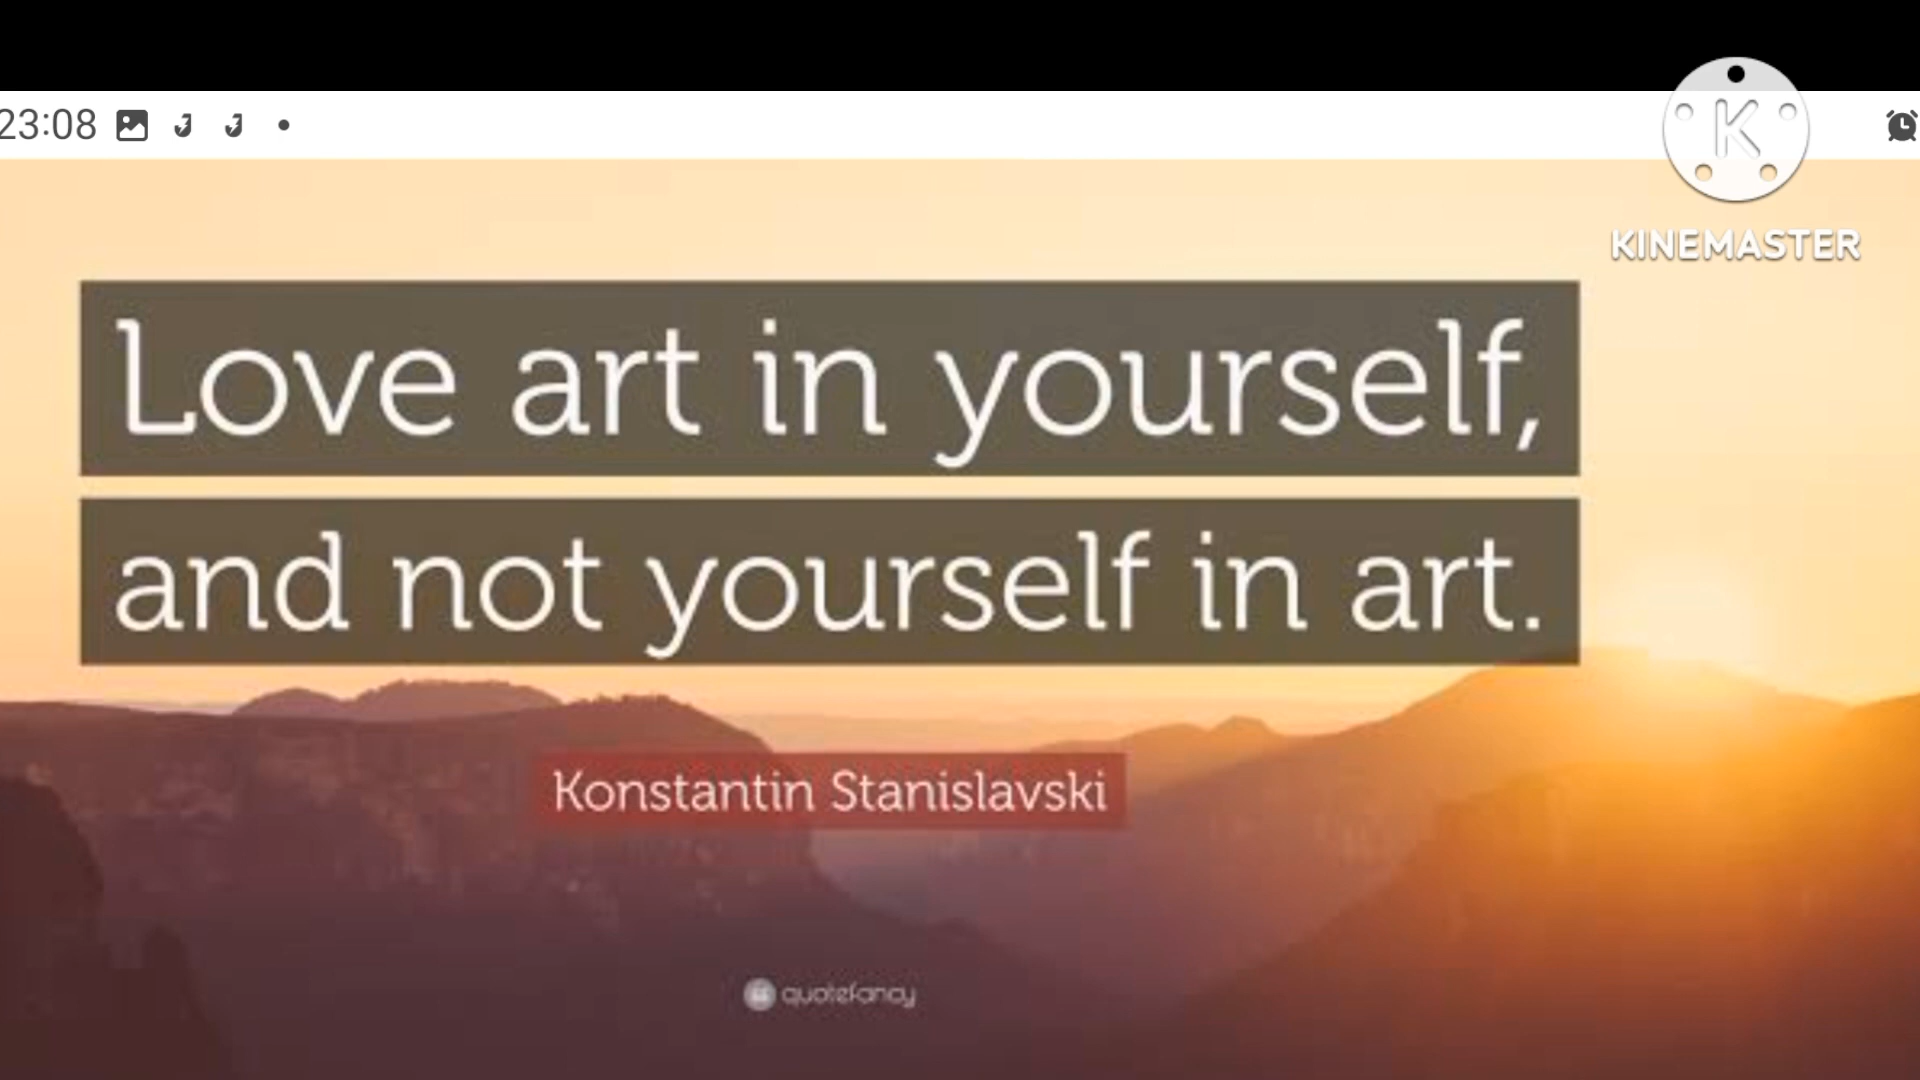 23:08
KINEMASTER
Love art in yourself,
and not yourself in art.
Konstantin Stanislavski
quotefancy